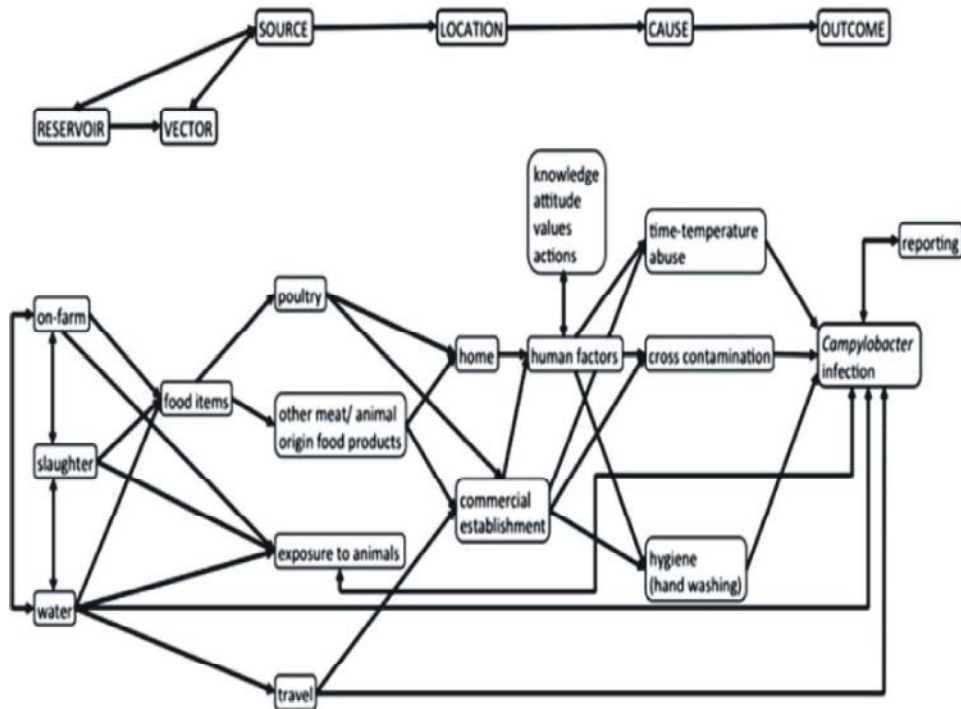 SOURCE
LOCATION
CAUSE
OUTCOME
RESERVOIR
VECTOR
knowledge
attitude
values
actions
time-temperature
abuse
reporting
on-farm
poultry
home
human factors
cross contamination
Campylobacter
infection
food items
other meat/ animal
origin food products
slaughter
commercial
establishment
exposure to animals
hygiene
(hand washing)
water
travel